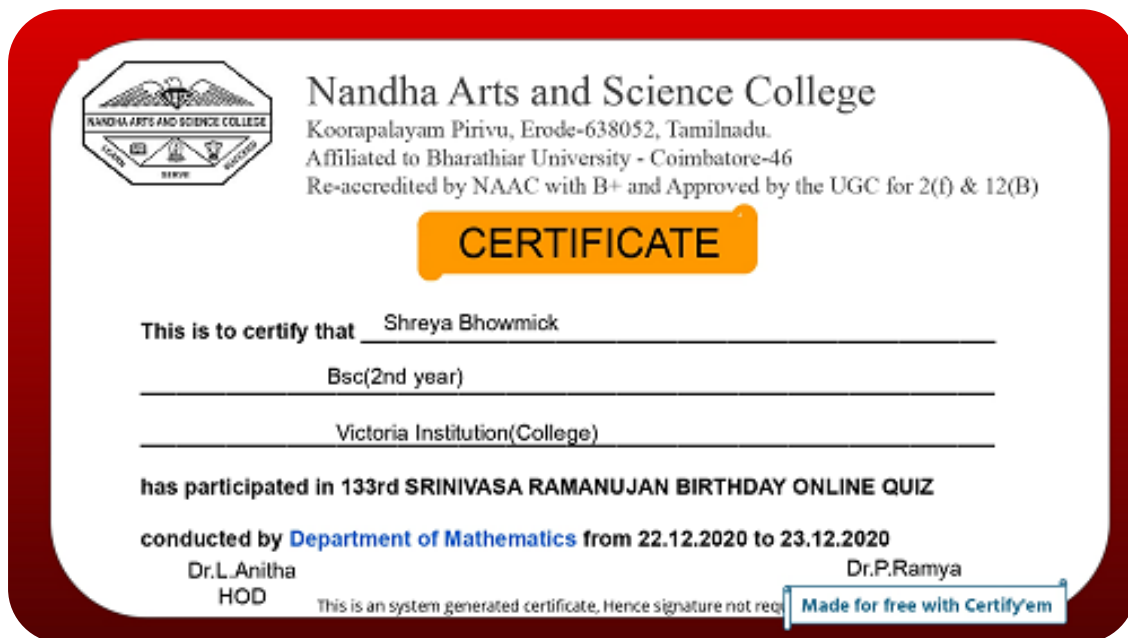 NANDHA ARTS AND SCIENCE COLLEGE
LEARN
SERVE
SUCCEED
Nandha Arts and Science College
Koorapalayam Pirivu, Erode-638052, Tamilnadu.
Affiliated to Bharathiar University - Coimbatore-46
Re-accredited by NAAC with B+ and Approved by the UGC for 2(f) & 12(B)
CERTIFICATE
This is to certify that Shreya Bhowmick
Bsc(2nd year)
Victoria Institution(College)
has participated in 133rd SRINIVASA RAMANUJAN BIRTHDAY ONLINE QUIZ
conducted by Department of Mathematics from 22.12.2020 to 23.12.2020
Dr.L.Anitha
HOD
Dr.P.Ramya
This is an system generated certificate, Hence signature not
Made for free with Certify'em